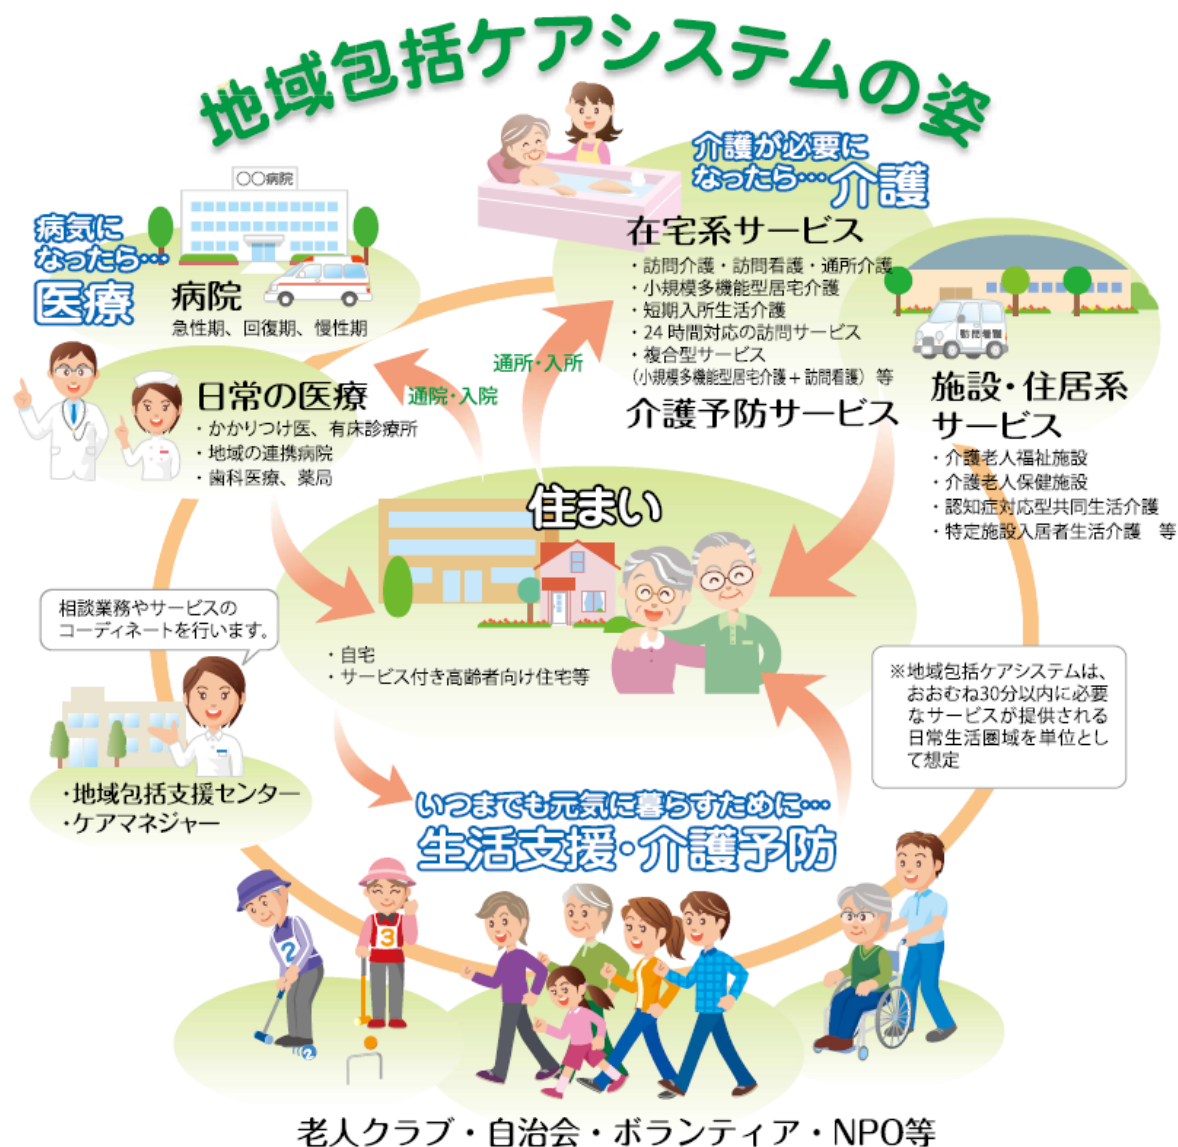 地域包括ケアシステムの姿
介護が必要に
なったら…介護
〇〇病院
病気に
なったら…
医療
病院
急性期、回復期、慢性期
在宅系サービス
・訪問介護・訪問看護・通所介護
・小規模多機能型居宅介護
・短期入所生活介護
・24時間対応の訪問サービス
・複合型サービス
(小規模多機能型居宅介護+訪問看護)等
介護予防サービス
訪問看護
施設・住居系
サービス
・介護老人福祉施設
・介護老人保健施設
・認知症対応型共同生活介護
・特定施設入居者生活介護 等
通所・入所
通院・入院
日常の医療
・かかりつけ医、有床診療所
・地域の連携病院
・歯科医療、薬局
住まい
・自宅
・サービス付き高齢者向け住宅等
相談業務やサービスの
コーディネートを行います。
・地域包括支援センター
・ケアマネジャー
※地域包括ケアシステムは、
おおむね30分以内に必要
なサービスが提供される
日常生活圏域を単位とし
て想定
いつまでも元気に暮らすために…
生活支援・介護予防
2
3
2
老人クラブ・自治会・ボランティア・NPO等